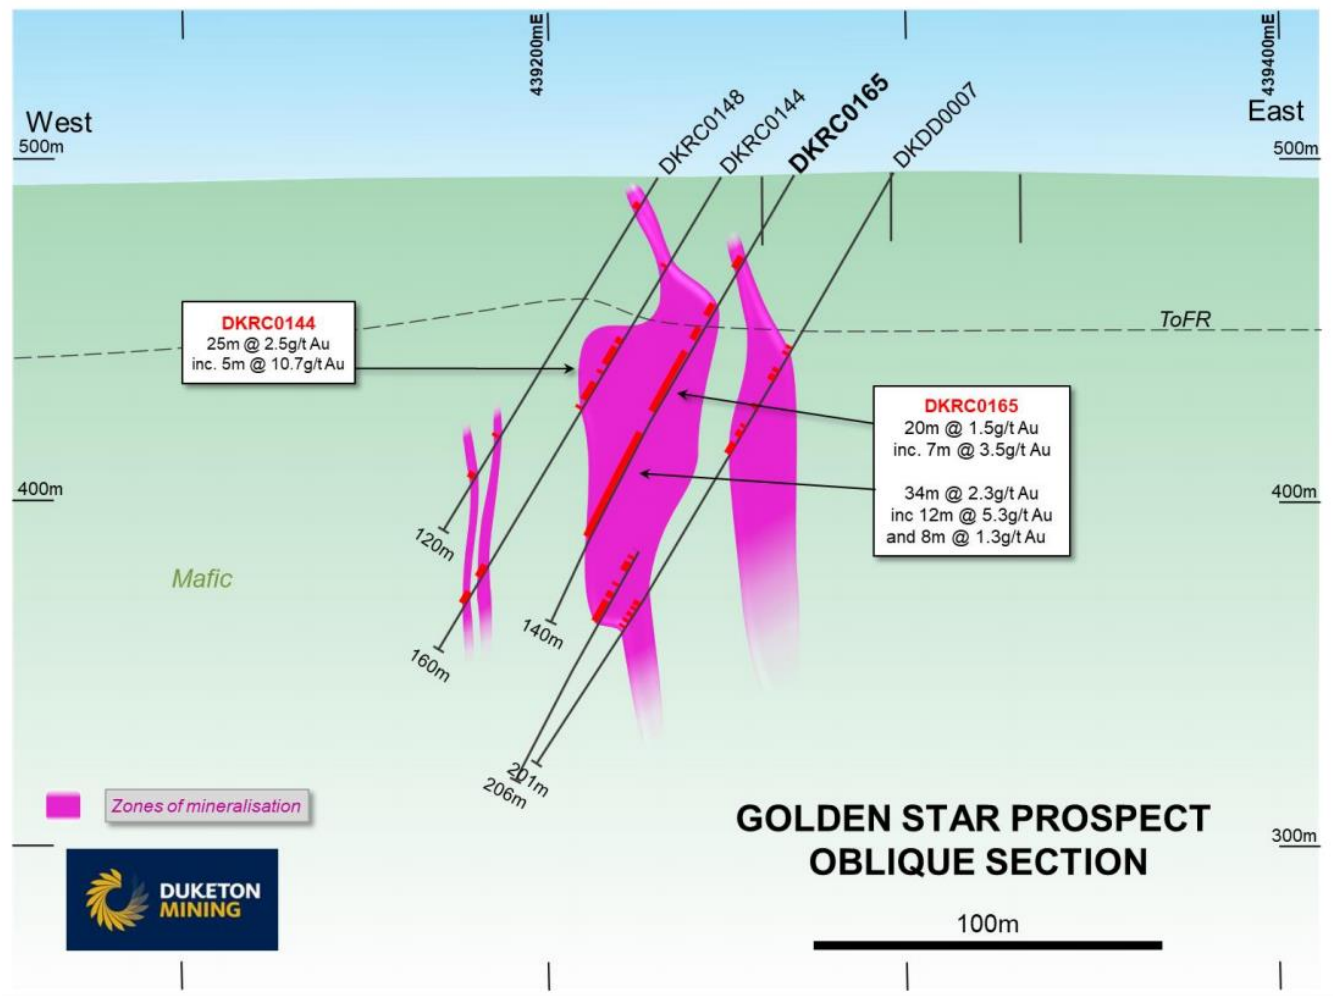 439200mE
439400mE
West
East
500m
500m
DKRC0148
DKRC0144
DKRC0165
DKDD0007
ToFR
DKRC0144
25m @ 2.5g/t Au
inc. 5m @ 10.7g/t Au
DKRC0165
20m @ 1.5g/t Au
inc. 7m @ 3.5g/t Au
34m @ 2.3g/t Au
inc 12m @ 5.3g/t Au
and 8m @ 1.3g/t Au
400m
400m
120m
Mafic
140m
160m
201m
206m
Zones of mineralisation
GOLDEN STAR PROSPECT
OBLIQUE SECTION
300m
DUKETON
MINING
100m